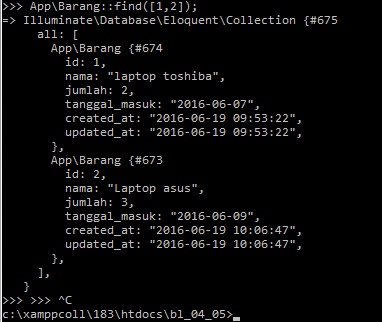 >>> App\Barang::find([1,2]);
=> Illuminate\Database\Eloquent\Collection {#675
all: [
App\Barang {#674
id: 1,
nama: "laptop toshiba",
jumlah: 2,
tanggal_masuk: "2016-06-07",
created_at: "2016-06-19 09:53:22",
updated_at: "2016-06-19 09:53:22",
},
App\Barang {#673
id: 2,
nama: "Laptop asus",
jumlah: 3,
tanggal_masuk: "2016-06-09",
created_at: "2016-06-19 10:06:47",
updated_at: "2016-06-19 10:06:47",
},
],
}
>>> >>> ^C
c:\xamppcoll\183\htdocs\bl_04_05>